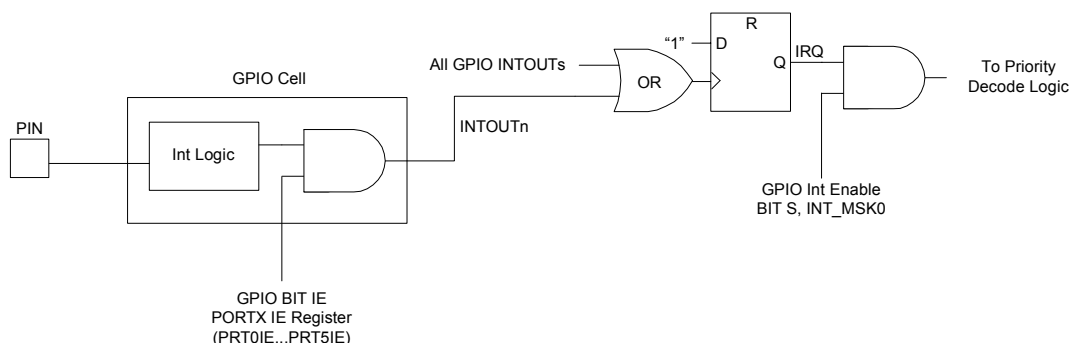 R
"1"
D
Q
IRQ
All GPIO INTOUTs
OR
To Priority
Decode Logic
GPIO Cell
INTOUTn
PIN
Int Logic
GPIO Int Enable
BIT S, INT_MSK0
GPIO BIT IE
PORTX IE Register
(PRT0IE...PRT5IE)